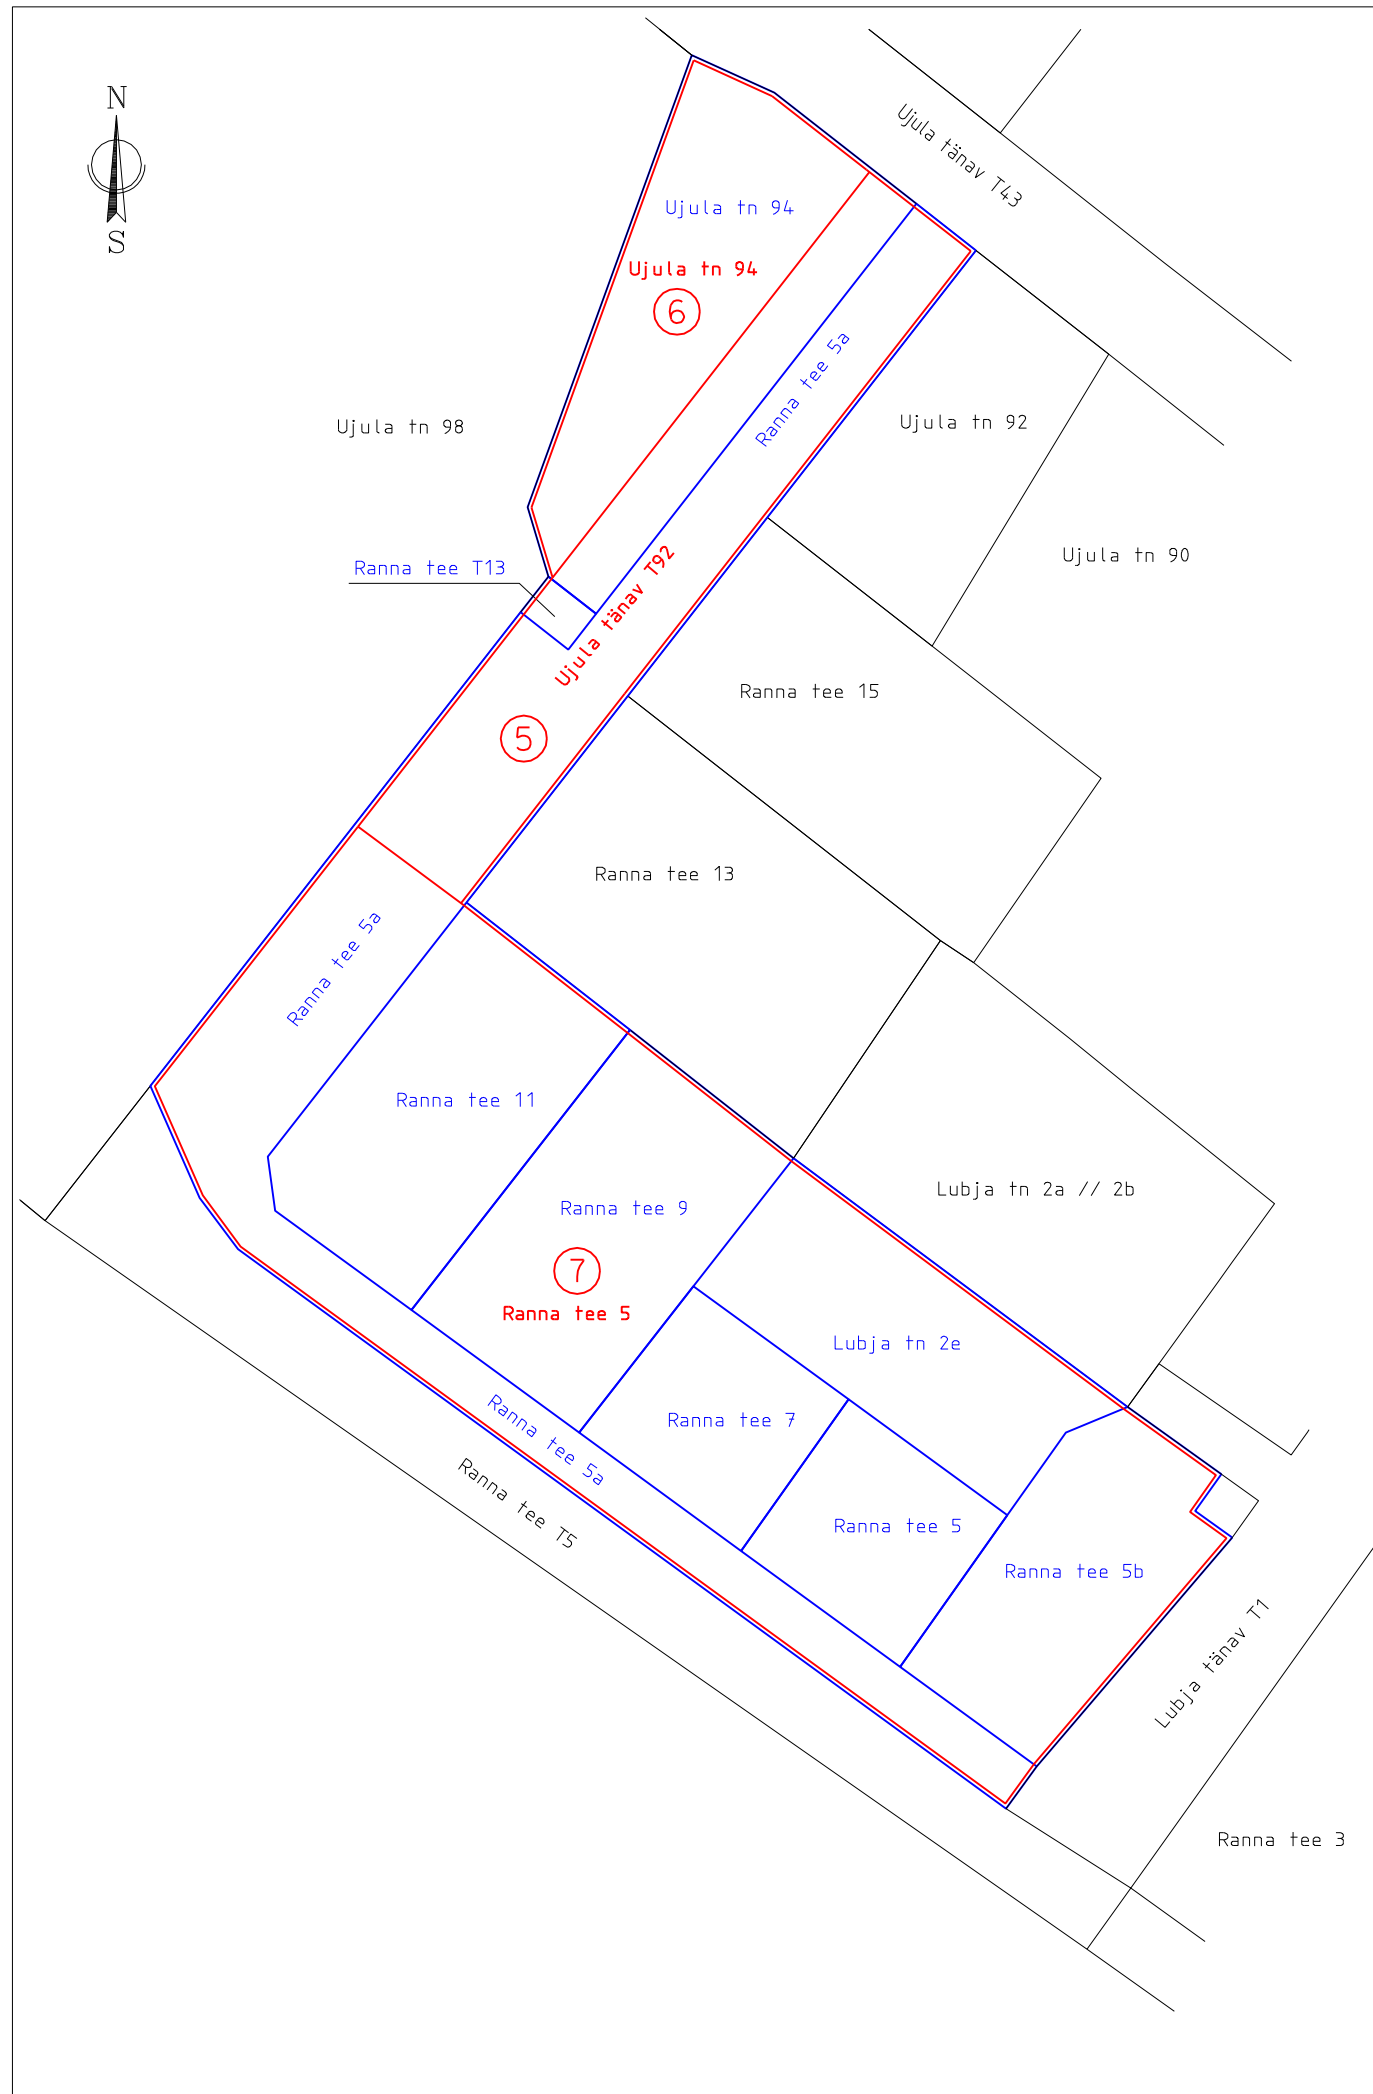 N
S
Ujula tänav T43
Ujula tn 94
Ujula tn 94
6
Ranna tee 5a
Ujula tn 98
Ujula tn 92
Ujula tn 90
Ranna tee T13
Ujula tänav T92
Ranna tee 15
5
Ranna tee 13
Ranna tee 5a
Ranna tee 11
Lubja tn 2a // 2b
Ranna tee 9
7
Ranna tee 5
Lubja tn 2e
Ranna tee 7
Ranna tee 5a
Ranna tee T5
Ranna tee 5
Ranna tee 5b
Lubja tänav T1
Ranna tee 3